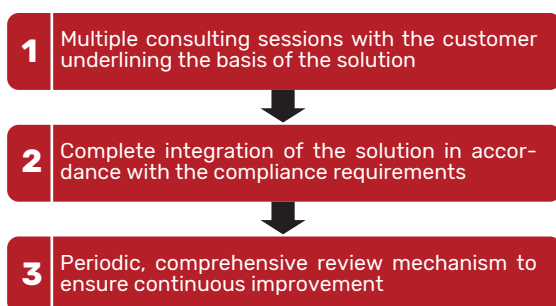 1
Multiple consulting sessions with the customer
underlining the basis of the solution
2
Complete integration of the solution in accor-
dance with the compliance requirements
3
Periodic, comprehensive review mechanism to
ensure continuous improvement